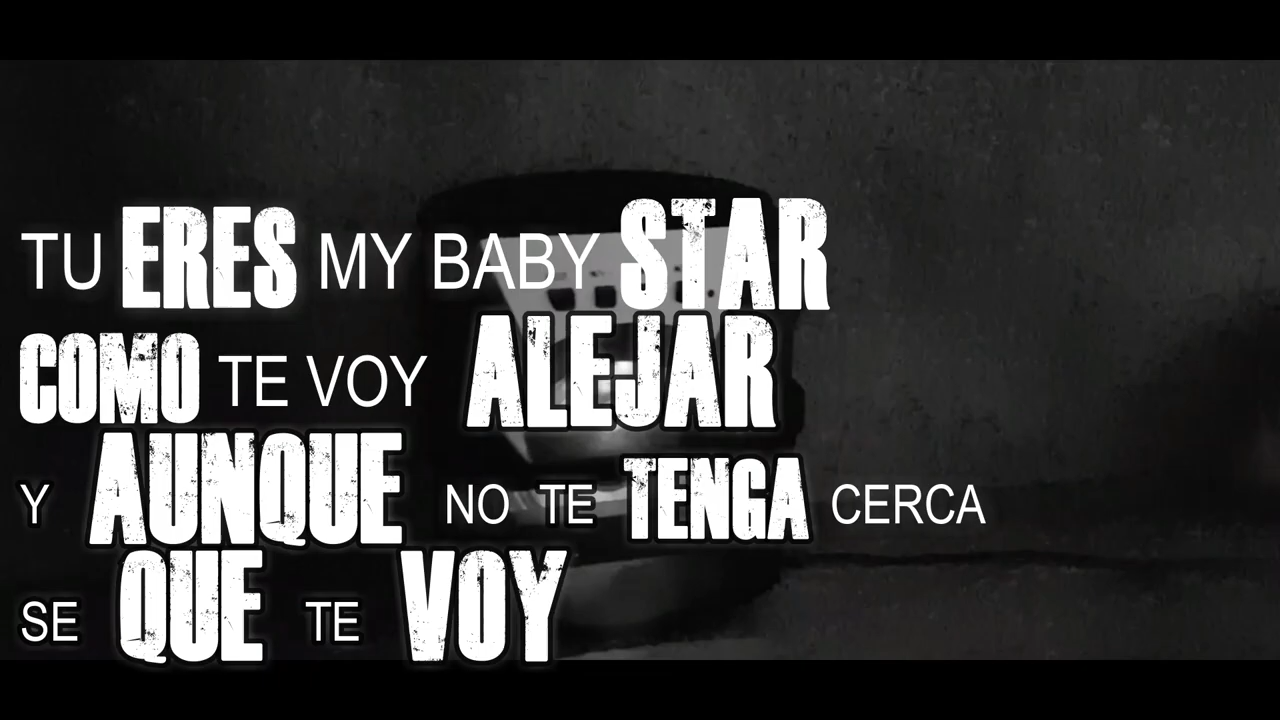 TU ERES MY BABY STAR
COMO TE VOY ALEJAR
Y AUNQUE NO TE TENGA CERCA
SE QUE TE VOY